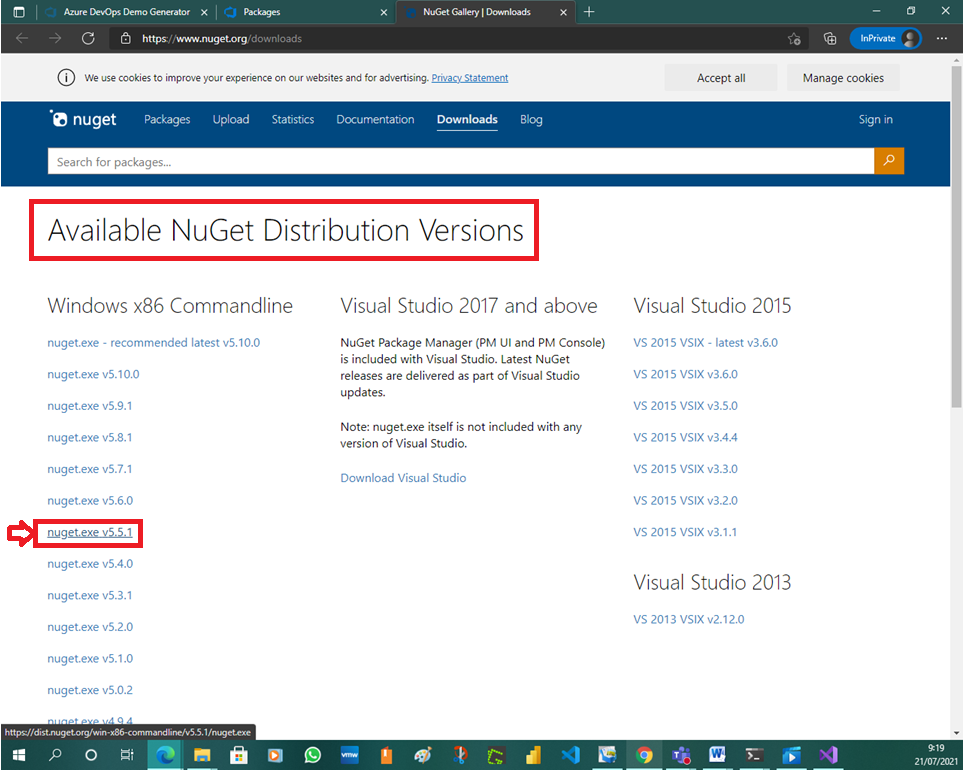 Azure DevOps Demo Generator
Packages
NuGet Gallery | Downloads
https://www.nuget.org/downloads
InPrivate
We use cookies to improve your experience on our websites and for advertising. Privacy Statement
Accept all
Manage cookies
nuget
Packages
Upload
Statistics
Documentation
Downloads
Blog
Sign in
Search for packages...
Available NuGet Distribution Versions
Windows x86 Commandline
nuget.exe - recommended latest v5.10.0
nuget.exe v5.10.0
nuget.exe v5.9.1
nuget.exe v5.8.1
nuget.exe v5.7.1
nuget.exe v5.6.0
nuget.exe v5.5.1
nuget.exe v5.4.0
nuget.exe v5.3.1
nuget.exe v5.2.0
nuget.exe v5.1.0
nuget.exe v5.0.2
nuget.exe v4.9.4
Visual Studio 2017 and above
NuGet Package Manager (PM UI and PM Console)
is included with Visual Studio. Latest NuGet
releases are delivered as part of Visual Studio
updates.
Note: nuget.exe itself is not included with any
version of Visual Studio.
Download Visual Studio
Visual Studio 2015
VS 2015 VSIX - latest v3.6.0
VS 2015 VSIX v3.6.0
VS 2015 VSIX v3.5.0
VS 2015 VSIX v3.4.4
VS 2015 VSIX v3.3.0
VS 2015 VSIX v3.2.0
VS 2015 VSIX v3.1.1
Visual Studio 2013
VS 2013 VSIX v2.12.0
https://dist.nuget.org/win-x86-commandline/v5.5.1/nuget.exe
vmw
9:19
21/07/2021